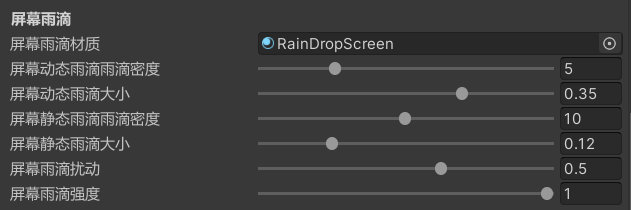 屏幕雨滴
屏幕雨滴材质 RainDropScreen
屏幕动态雨滴雨滴密度 5
屏幕动态雨滴大小 0.35
屏幕静态雨滴雨滴密度 10
屏幕静态雨滴大小 0.12
屏幕雨滴扰动 0.5
屏幕雨滴强度 1